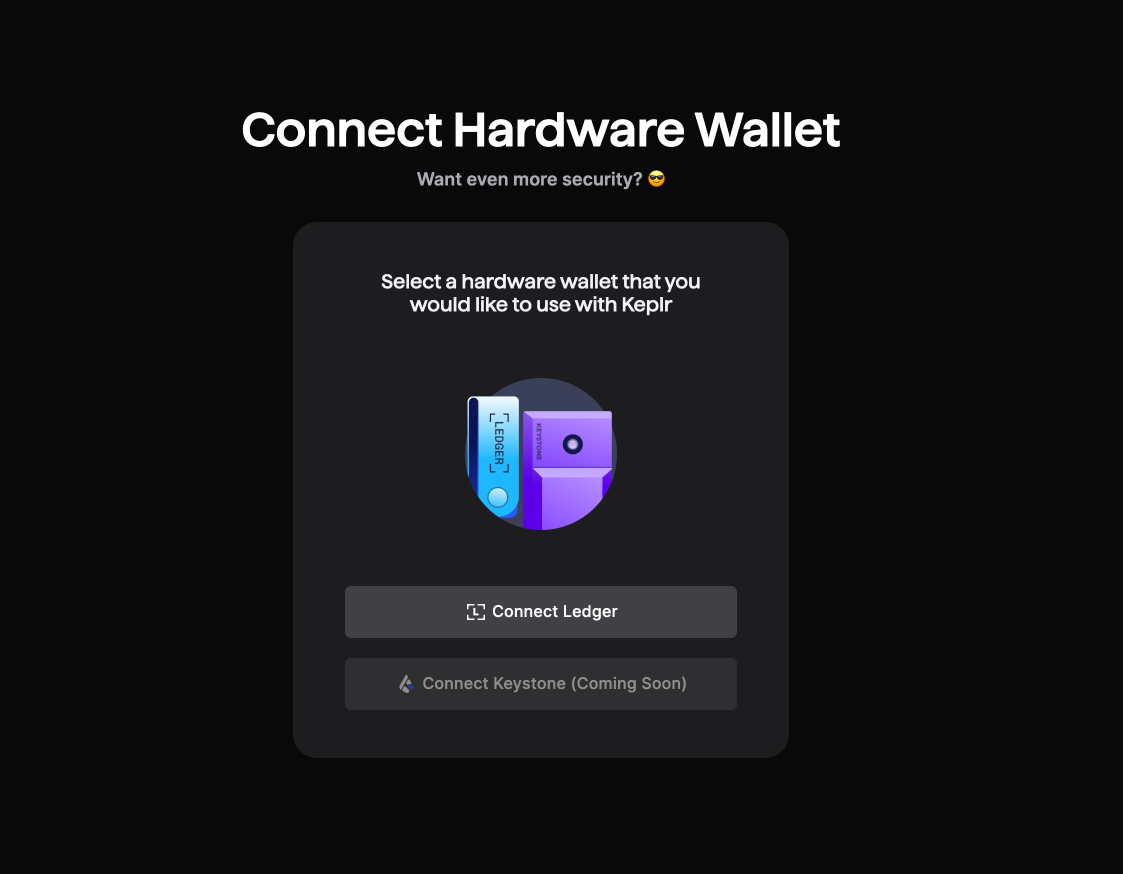 Connect Hardware Wallet
Want even more security? 😎
Select a hardware wallet that you
would like to use with Keplr
LEDGER
KEYSTONE
Connect Ledger
Connect Keystone (Coming Soon)